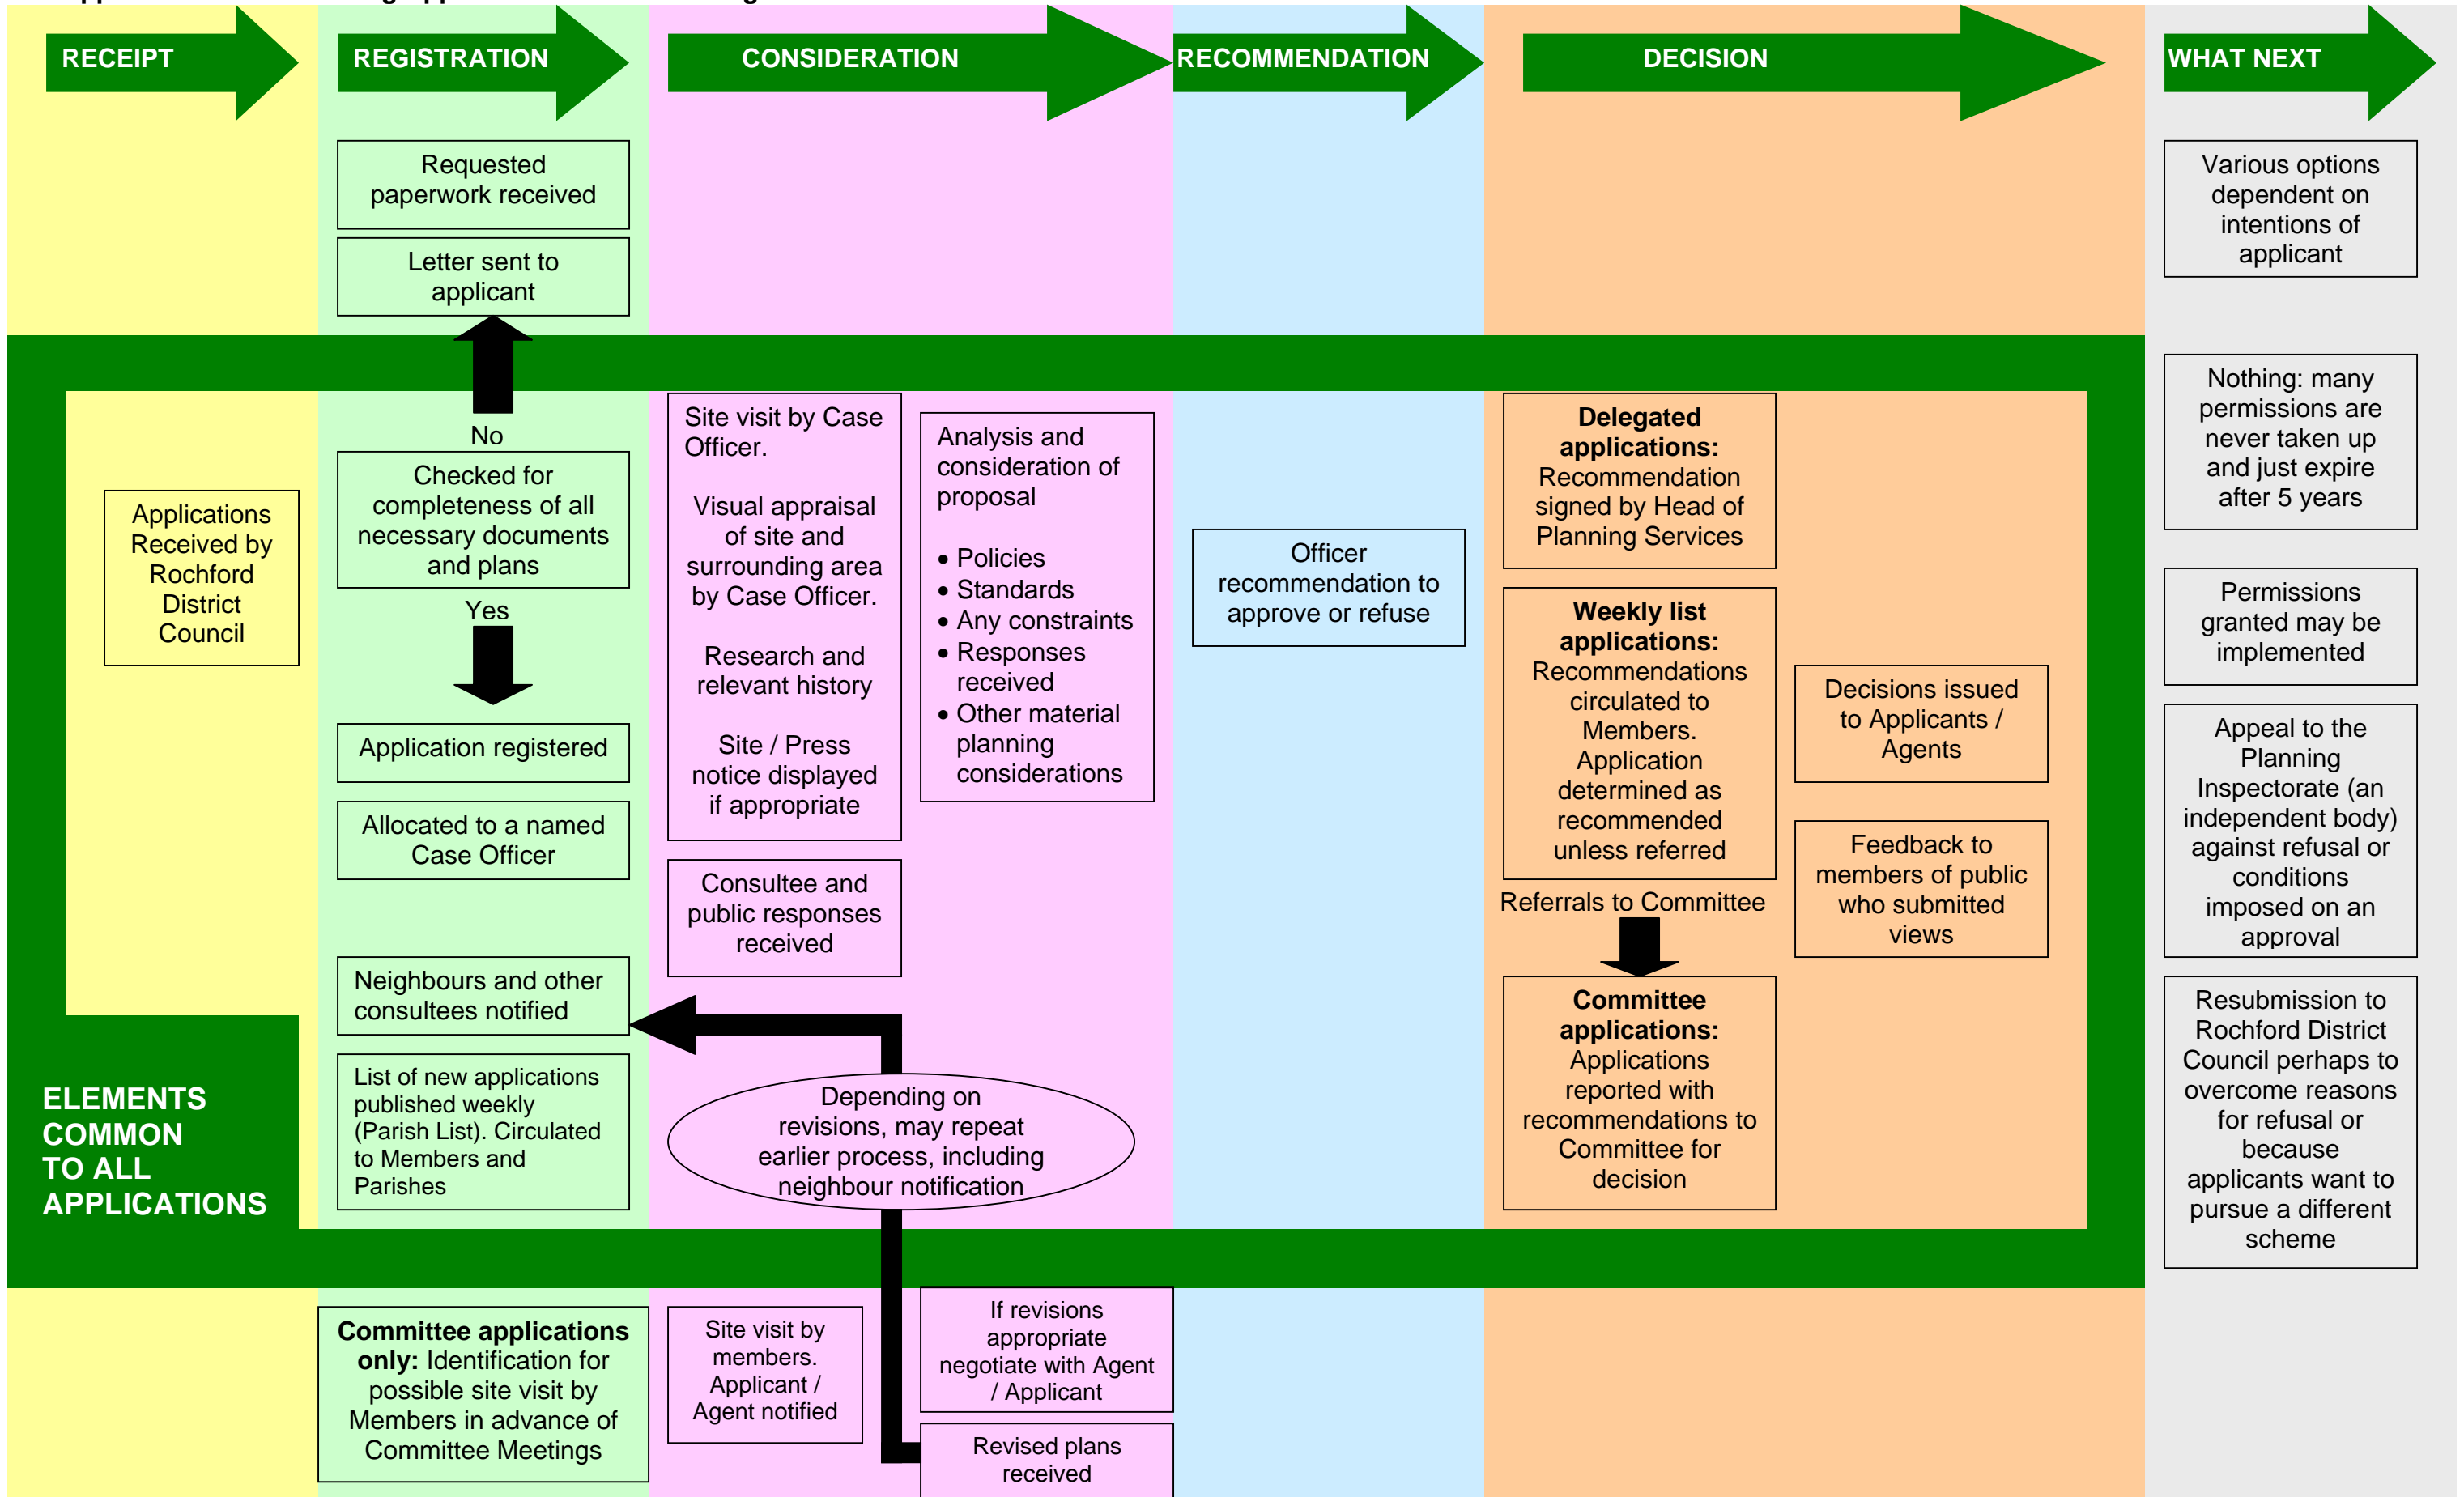 RECEIPT
REGISTRATION
CONSIDERATION
RECOMMENDATION
DECISION
WHAT NEXT
Requested
paperwork received
Letter sent to
applicant
No
Checked for
completeness of all
necessary documents
and plans
Yes
Applications
Received by
Rochford
District
Council
Application registered
Allocated to a named
Case Officer
Neighbours and other
consultees notified
List of new applications
published weekly
(Parish List). Circulated
to Members and
Parishes
ELEMENTS
COMMON
TO ALL
APPLICATIONS
Committee applications
only: Identification for
possible site visit by
Members in advance of
Committee Meetings
Site visit by Case
Officer.
Visual appraisal
of site and
surrounding area
by Case Officer.
Research and
relevant history
Site / Press
notice displayed
if appropriate
Consultee and
public responses
received
Analysis and
consideration of
proposal
• Policies
• Standards
• Any constraints
• Responses
received
• Other material
planning
considerations
Depending on
revisions, may repeat
earlier process, including
neighbour notification
Site visit by
members.
Applicant /
Agent notified
If revisions
appropriate
negotiate with Agent
/ Applicant
Revised plans
received
Officer
recommendation to
approve or refuse
Delegated
applications:
Recommendation
signed by Head of
Planning Services
Weekly list
applications:
Recommendations
circulated to
Members.
Application
determined as
recommended
unless referred
Referrals to Committee
Committee
applications:
Applications
reported with
recommendations to
Committee for
decision
Decisions issued
to Applicants /
Agents
Feedback to
members of public
who submitted
views
Various options
dependent on
intentions of
applicant
Nothing: many
permissions are
never taken up
and just expire
after 5 years
Permissions
granted may be
implemented
Appeal to the
Planning
Inspectorate (an
independent body)
against refusal or
conditions
imposed on an
approval
Resubmission to
Rochford District
Council perhaps to
overcome reasons
for refusal or
because
applicants want to
pursue a different
scheme